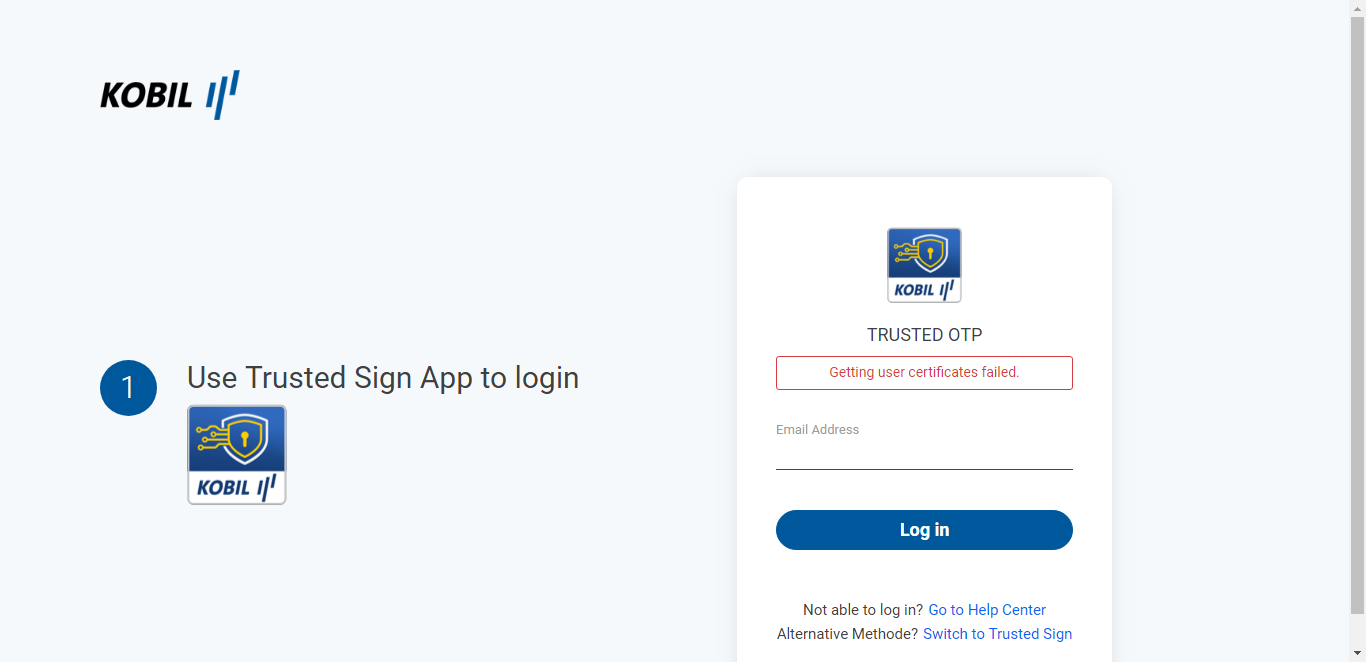 KOBIL
KOBIL
TRUSTED OTP
Getting user certificates failed.
1
Use Trusted Sign App to login
KOBIL
Email Address
Log in
Not able to log in? Go to Help Center
Alternative Methode? Switch to Trusted Sign